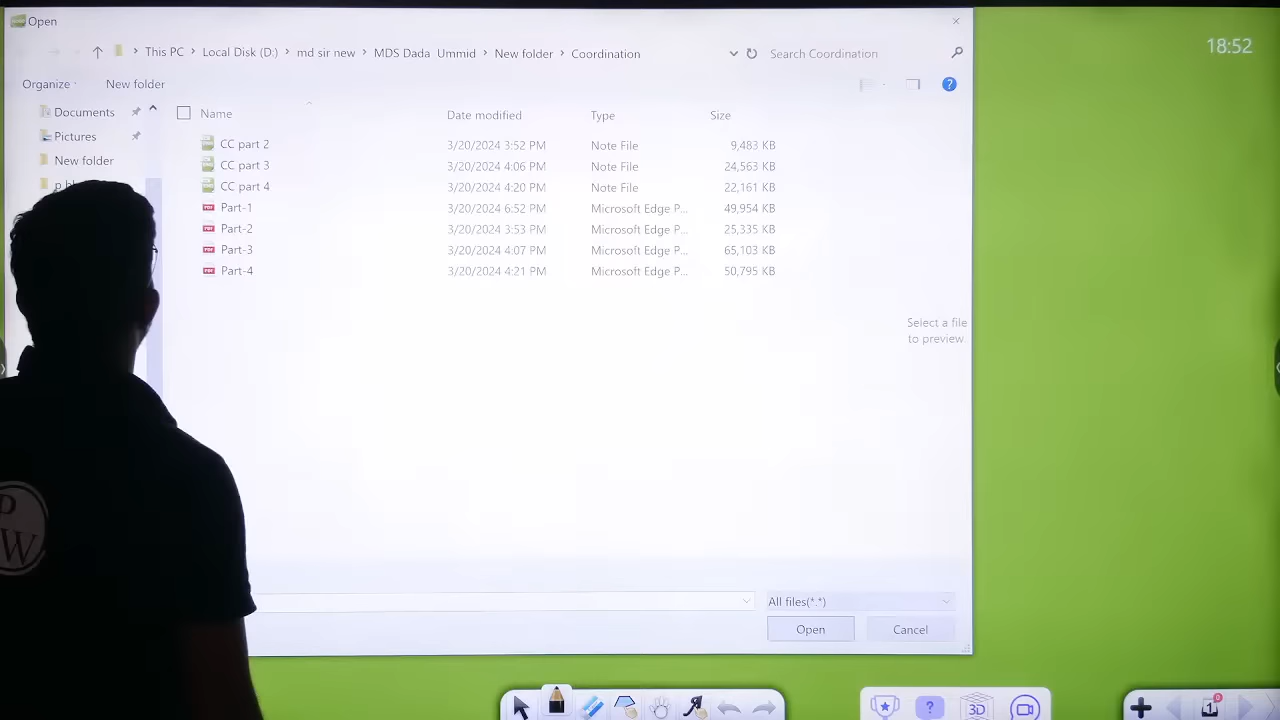 Open
18:52
This PC > Local Disk (D:) > md sir new > MDS Dada Ummid > New folder > Coordination
Search Coordination
Organize
New folder
?
Documents
Name
Date modified
Type
Size
Pictures
New folder
CC part 2
3/20/2024 3:52 PM
Note File
9,483 KB
CC part 3
3/20/2024 4:06 PM
Note File
24,563 KB
CC part 4
3/20/2024 4:20 PM
Note File
22,161 KB
Part-1
3/20/2024 6:52 PM
Microsoft Edge P...
49,954 KB
Part-2
3/20/2024 3:53 PM
Microsoft Edge P...
25,335 KB
Part-3
3/20/2024 4:07 PM
Microsoft Edge P...
65,103 KB
Part-4
3/20/2024 4:21 PM
Microsoft Edge P...
50,795 KB
Select a file
to preview
P
W
All files(*.*)
Open
Cancel
?
3D
1